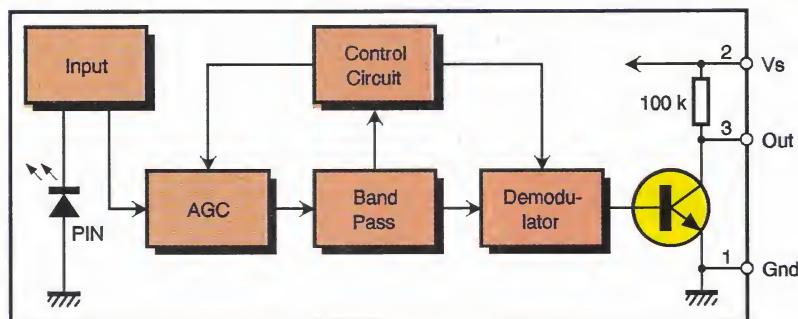 Input
Control
Circuit
2
Vs
100 k
3
Out
PIN
AGC
Band
Pass
Demodu-
lator
1
Gnd